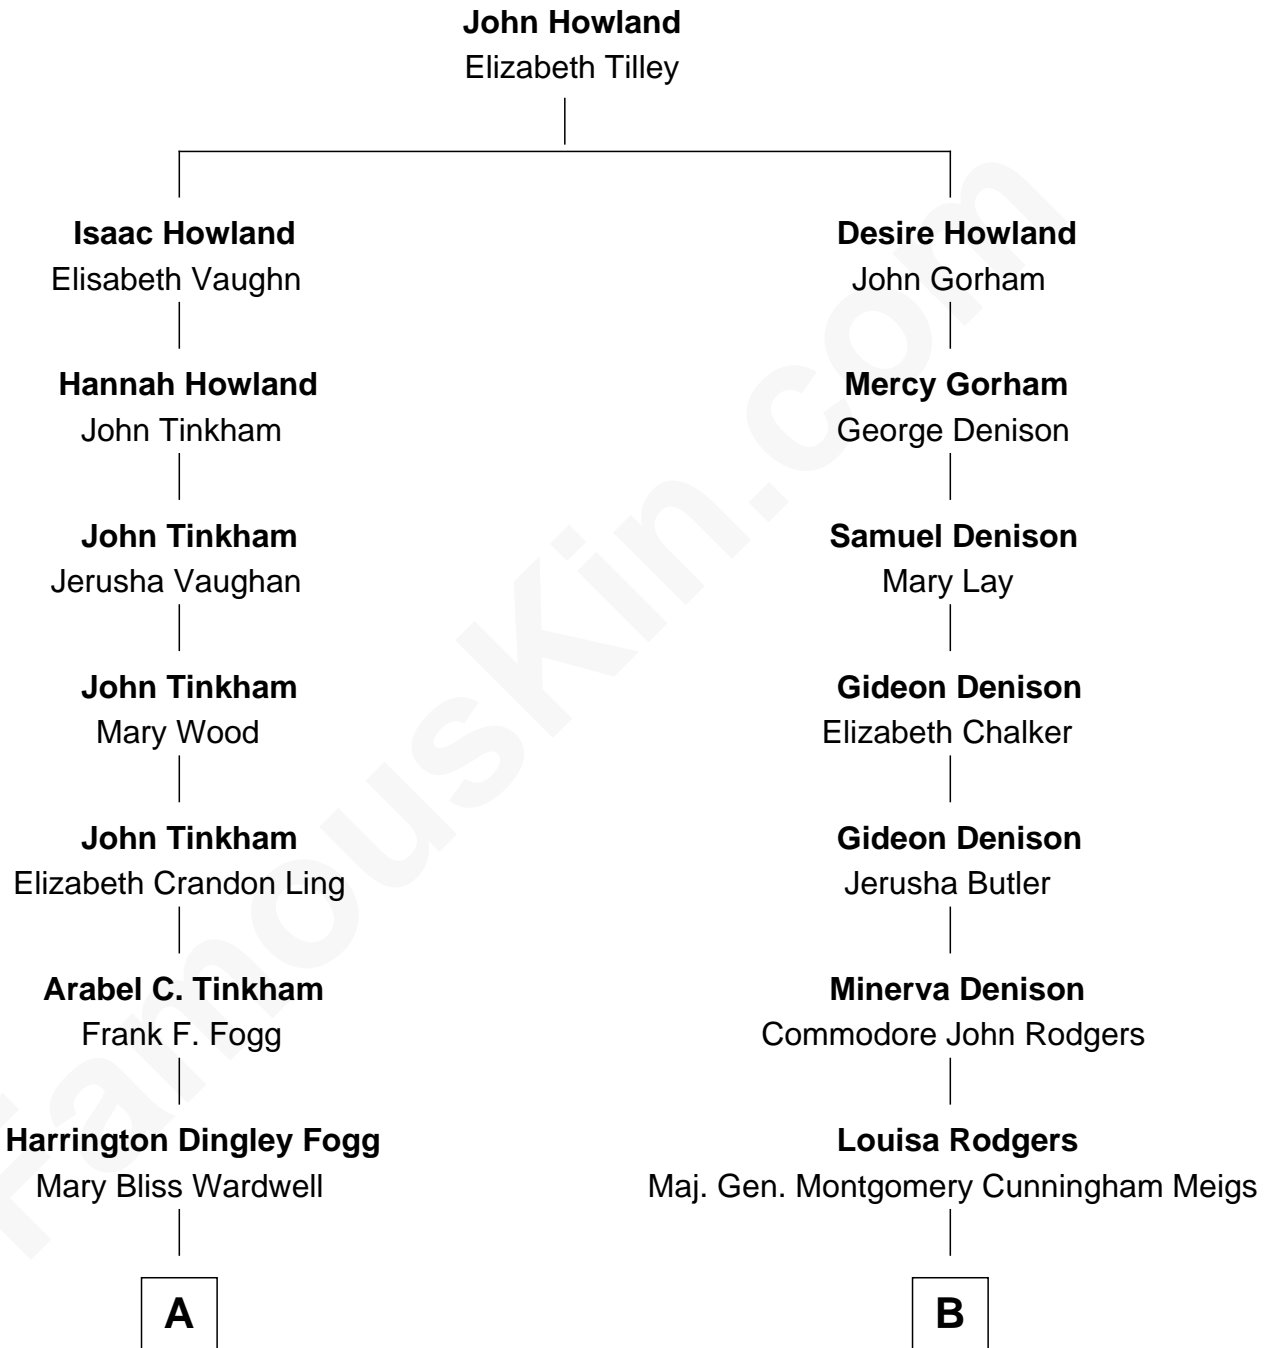 John Howland
Elizabeth Tilley
Isaac Howland
Elisabeth Vaughn
Desire Howland
John Gorham
Hannah Howland
John Tinkham
Mercy Gorham
George Denison
John Tinkham
Jerusha Vaughan
Samuel Denison
Mary Lay
John Tinkham
Mary Wood
Gideon Denison
Elizabeth Chalker
John Tinkham
Elizabeth Crandon Ling
Gideon Denison
Jerusha Butler
Arabel C. Tinkham
Frank F. Fogg
Minerva Denison
Commodore John Rodgers
Harrington Dingley Fogg
Mary Bliss Wardwell
Louisa Rodgers
Maj. Gen. Montgomery Cunningham Meigs
A
B
FamousKin.com